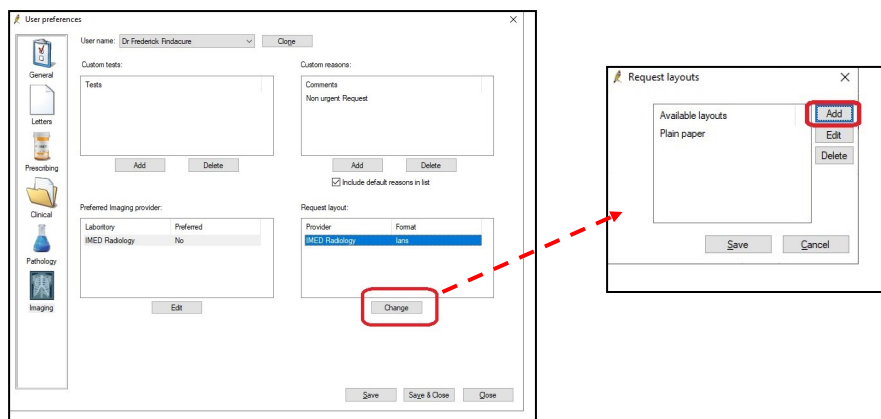 User preferences
User name: Dr Frederick Findacure Clone
General
Letters
Prescribing
Clinical
Pathology
Imaging
Custom tests:
Tests
Add Delete
Custom reasons:
Comments
Non urgent Request
Add Delete
Include default reasons in list
Preferred Imaging provider:
Labortory Preferred
IMED Radiology No
Edit
Request layout:
Provider Format
IMED Radiology Ians
Change
Save Save & Close Close
Request layouts
Available layouts
Plain paper
Add
Edit
Delete
Save Cancel